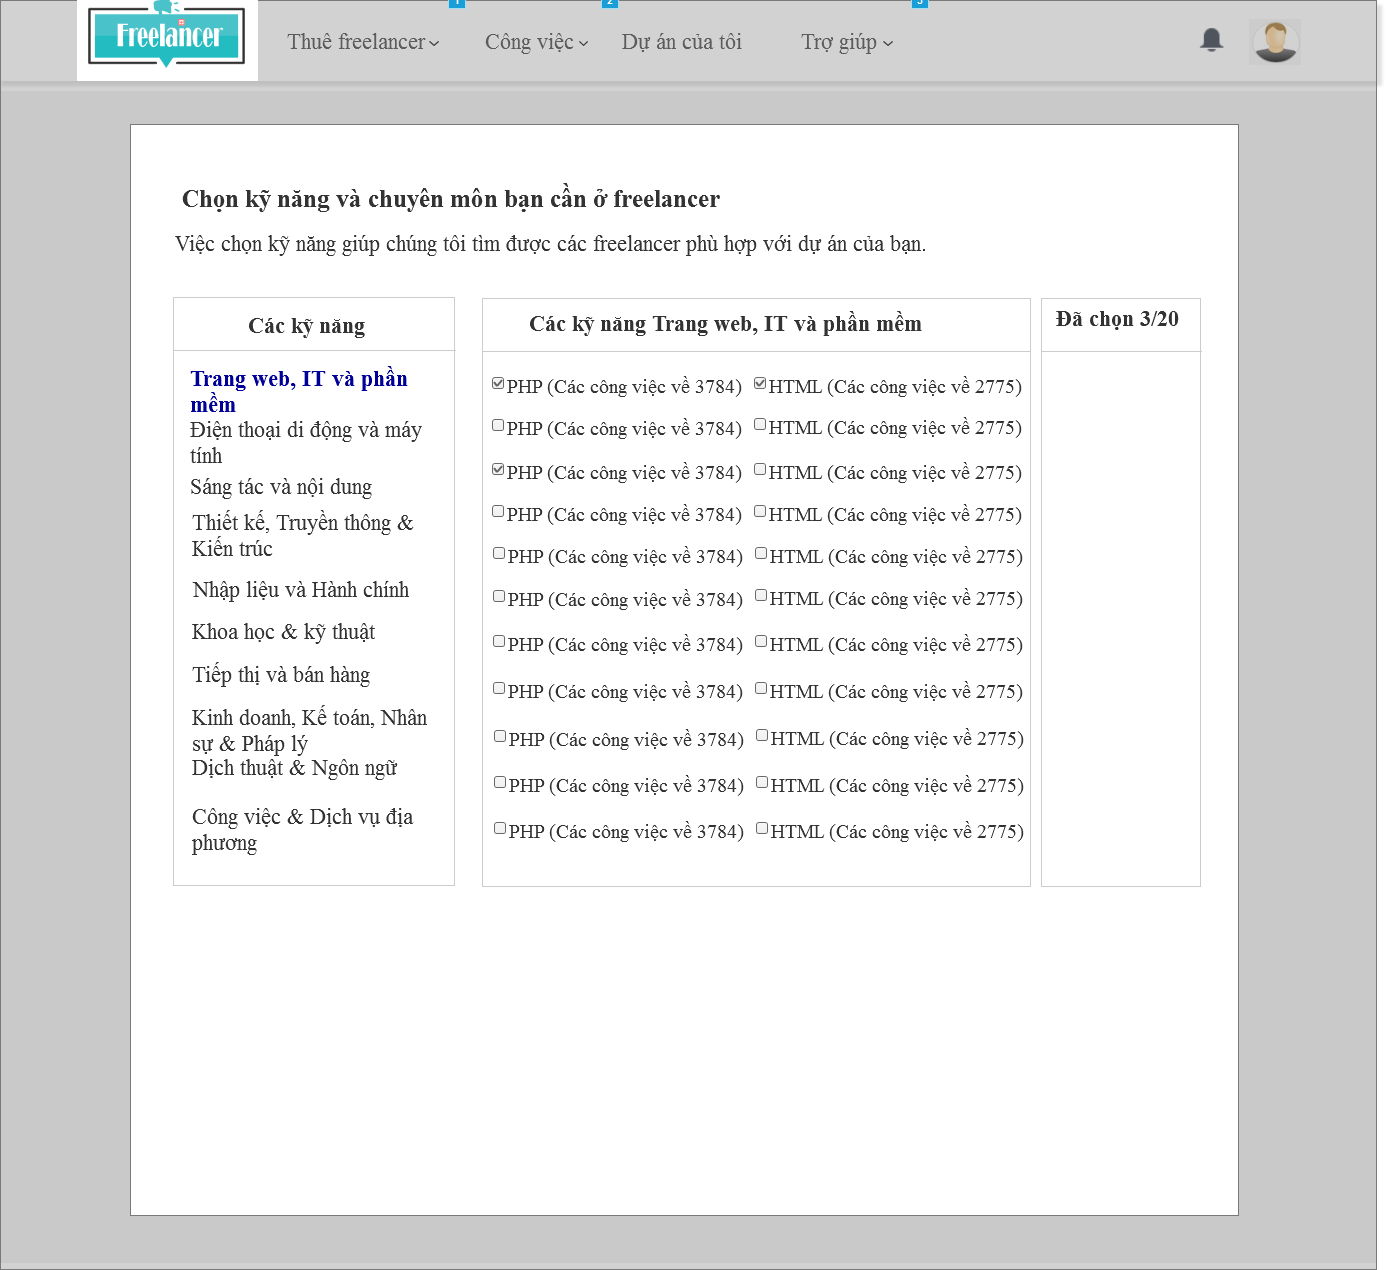 1
2
3
Freelancer
Thuê freelancer
Công việc
Dự án của tôi
Trợ giúp
Chọn kỹ năng và chuyên môn bạn cần ở freelancer
Việc chọn kỹ năng giúp chúng tôi tìm được các freelancer phù hợp với dự án của bạn.
Các kỹ năng
Trang web, IT và phần
mềm
Điện thoại di động và máy
tính
Sáng tác và nội dung
Thiết kế, Truyền thông &
Kiến trúc
Nhập liệu và Hành chính
Khoa học & kỹ thuật
Tiếp thị và bán hàng
Kinh doanh, Kế toán, Nhân
sự & Pháp lý
Dịch thuật & Ngôn ngữ
Công việc & Dịch vụ địa
phương
Các kỹ năng Trang web, IT và phần mềm
PHP (Các công việc về 3784) HTML (Các công việc về 2775)
PHP (Các công việc về 3784) HTML (Các công việc về 2775)
PHP (Các công việc về 3784) HTML (Các công việc về 2775)
PHP (Các công việc về 3784) HTML (Các công việc về 2775)
PHP (Các công việc về 3784) HTML (Các công việc về 2775)
PHP (Các công việc về 3784) HTML (Các công việc về 2775)
PHP (Các công việc về 3784) HTML (Các công việc về 2775)
PHP (Các công việc về 3784) HTML (Các công việc về 2775)
PHP (Các công việc về 3784) HTML (Các công việc về 2775)
PHP (Các công việc về 3784) HTML (Các công việc về 2775)
PHP (Các công việc về 3784) HTML (Các công việc về 2775)
Đã chọn 3/20